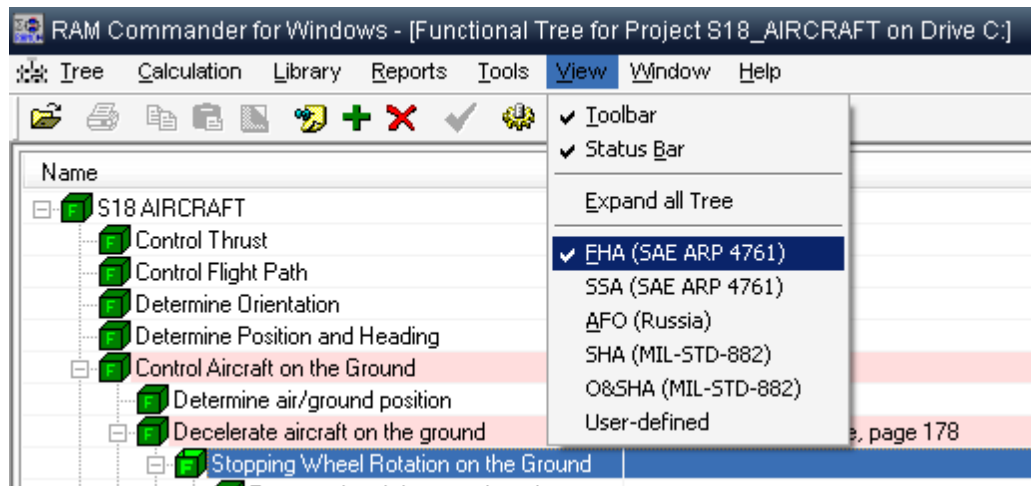 RAM Commander for Windows - [Functional Tree for Project S18_AIRCRAFT on Drive C:]
Tree Calculation Library Reports Tools View Window Help
Toolbar
Status Bar
Expand all Tree
FHA (SAE ARP 4761)
SSA (SAE ARP 4761)
AFO (Russia)
SHA (MIL-STD-882)
O&SHA (MIL-STD-882)
User-defined
Name
S18 AIRCRAFT
Control Thrust
Control Flight Path
Determine Orientation
Determine Position and Heading
Control Aircraft on the Ground
Determine air/ground position
Decelerate aircraft on the ground , page 178
Stopping Wheel Rotation on the Ground